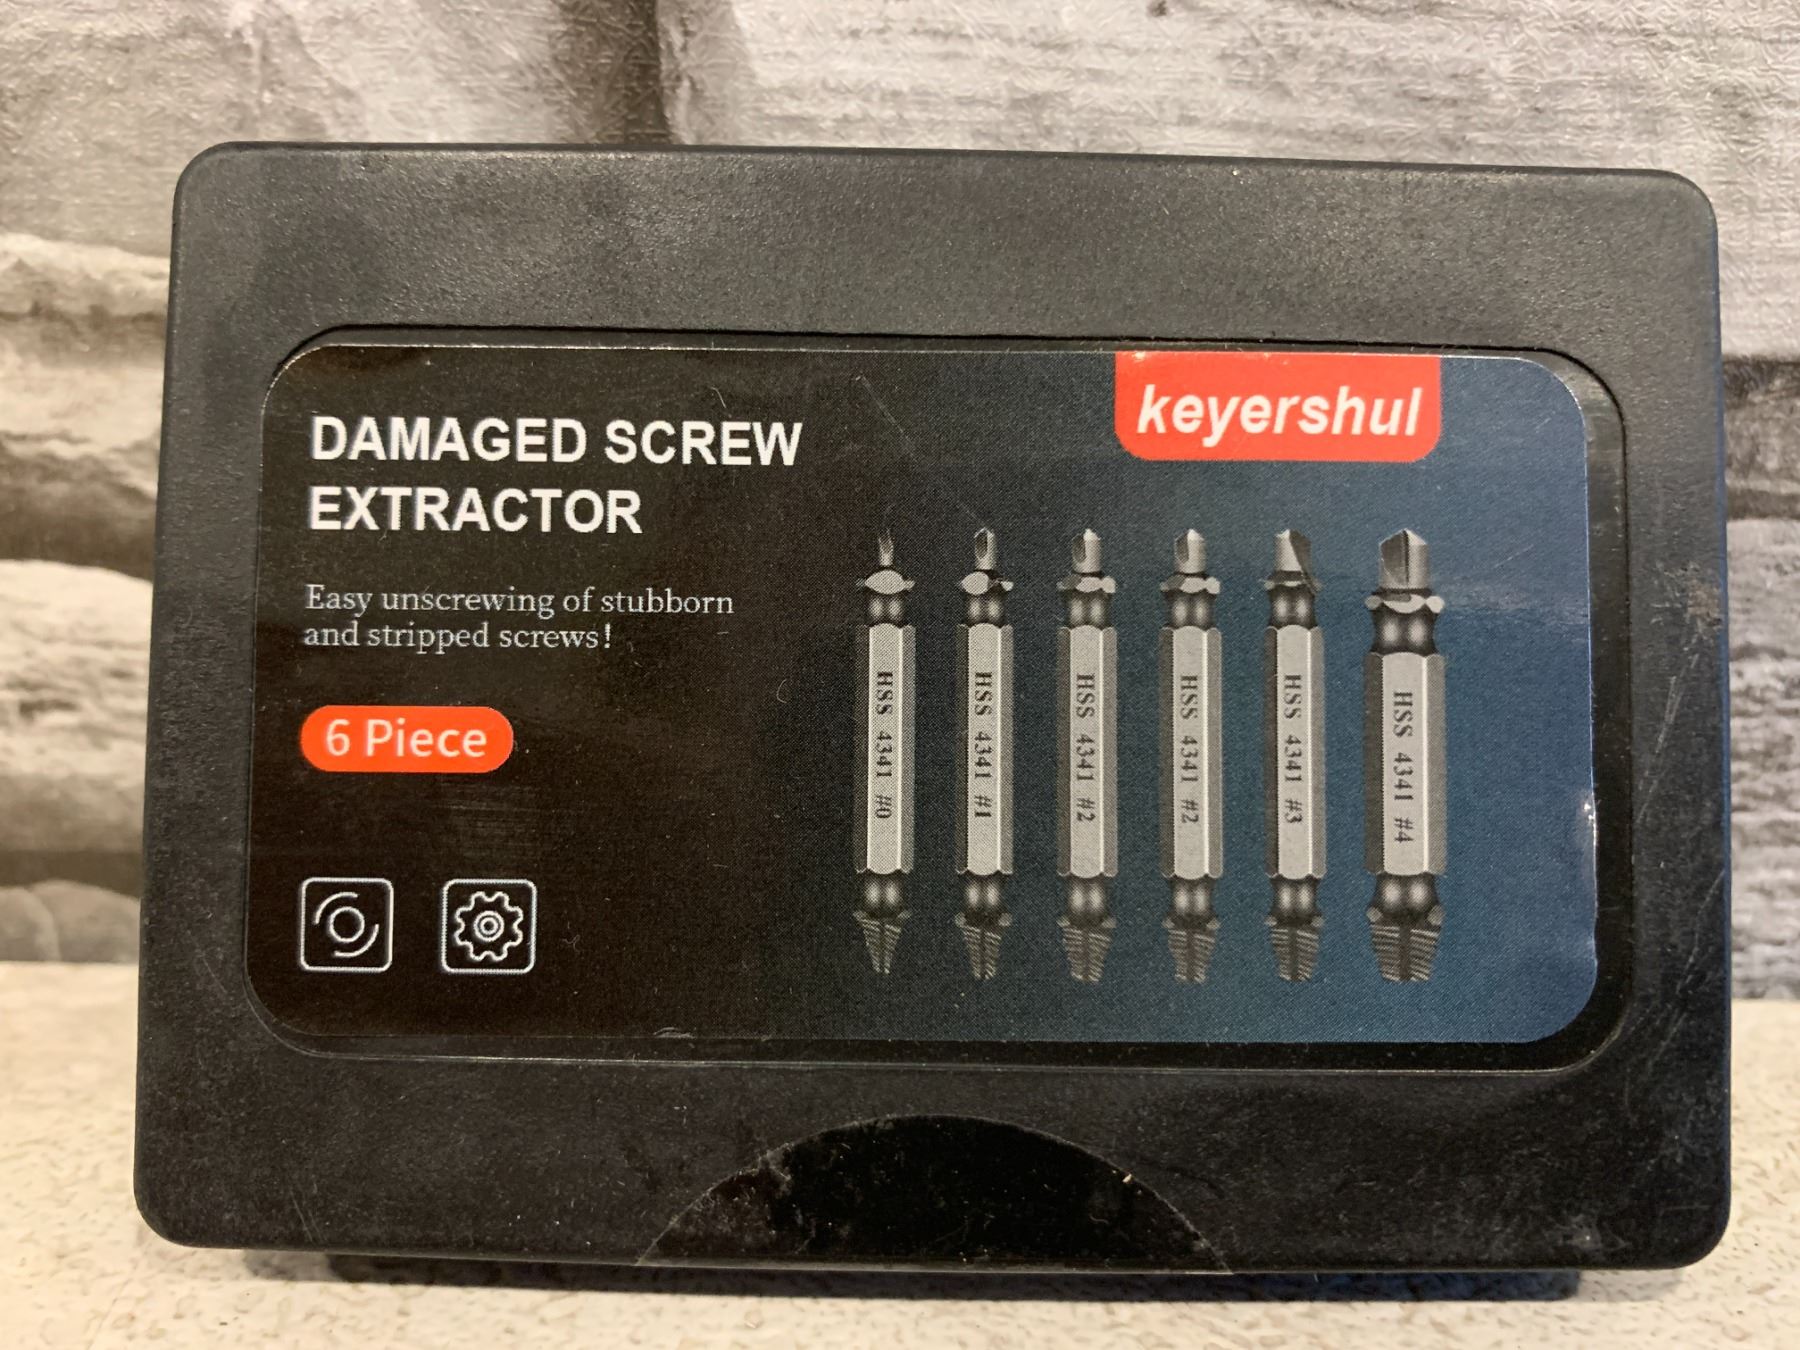 keyershul
DAMAGED SCREW
EXTRACTOR
Easy unscrewing of stubborn
and stripped screws!
6 Piece
HSS 4341 #0
HSS 4341 #1
HSS 4341 #2
HSS 4341 #2
HSS 4341 #3
HSS 4341 #4